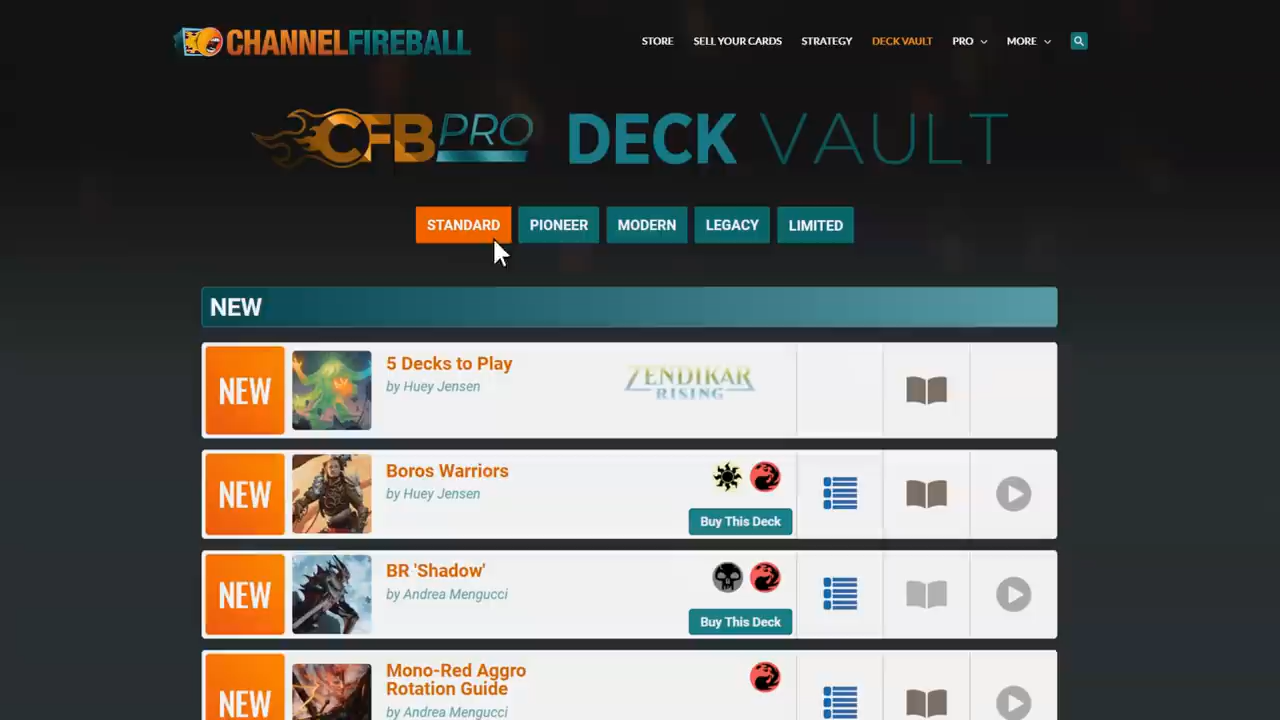 CHANNELFIREBALL
STORE SELL YOUR CARDS STRATEGY DECK VAULT PRO MORE
CFB PRO DECK VAULT
STANDARD PIONEER MODERN LEGACY LIMITED
NEW
NEW
5 Decks to Play
by Huey Jensen
ZENDIKAR
RISING
NEW
Boros Warriors
by Huey Jensen
Buy This Deck
NEW
BR 'Shadow'
by Andrea Mengucci
Buy This Deck
NEW
Mono-Red Aggro
Rotation Guide
by Andrea Mengucci